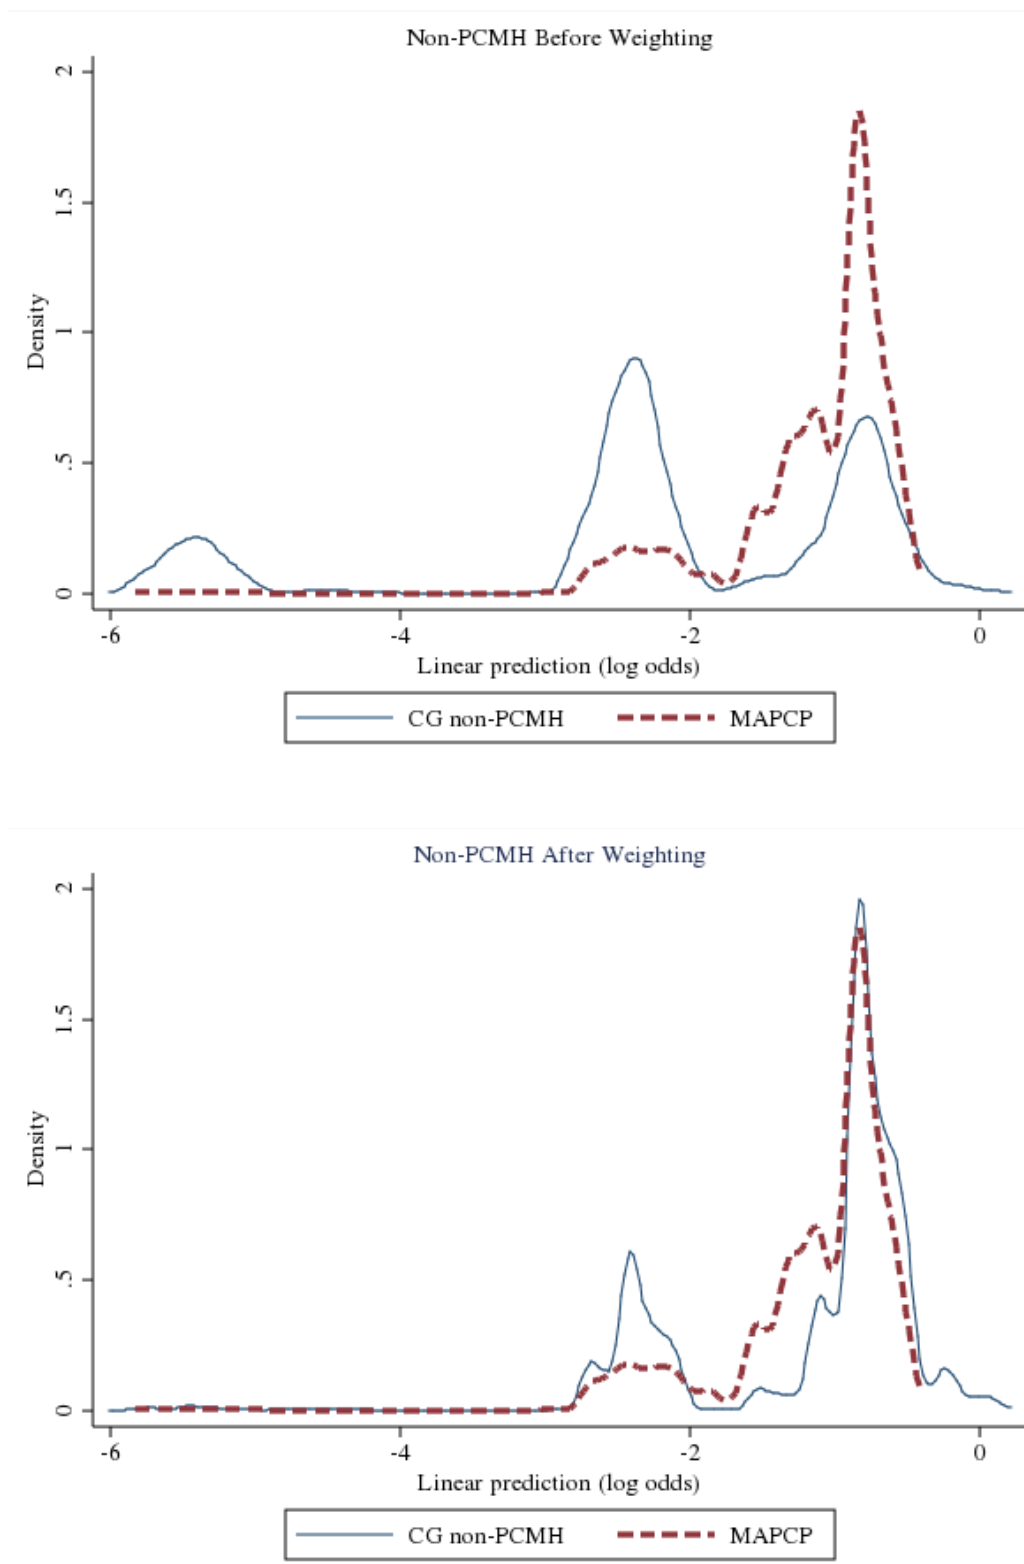 Non-PCMH Before Weighting
2
1.5
1
.5
0
Density
-6 -4 -2 0
Linear prediction (log odds)
CG non-PCMH MAPCP
Non-PCMH After Weighting
2
1.5
1
.5
0
Density
-6 -4 -2 0
Linear prediction (log odds)
CG non-PCMH MAPCP